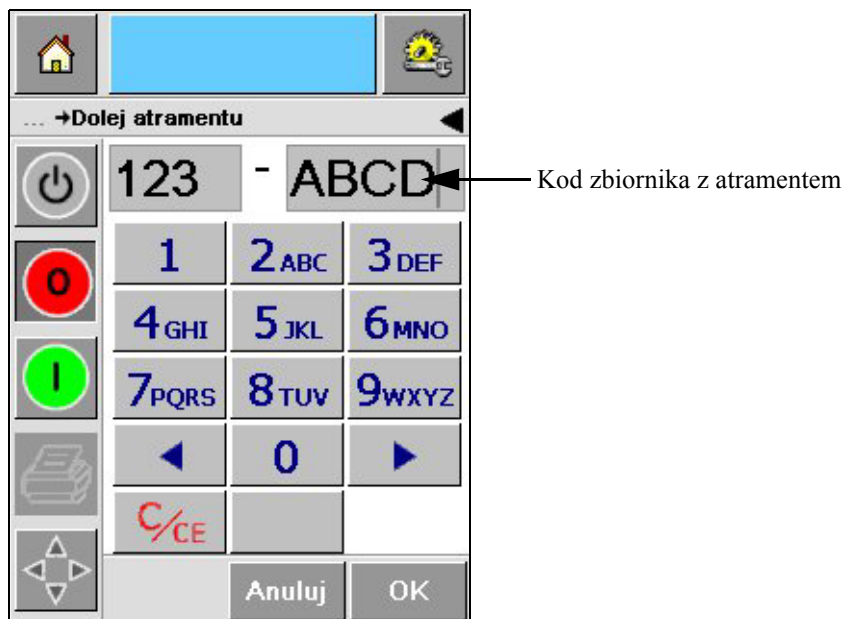 ... →Dolej atramentu
123 - ABCD
Kod zbiornika z atramentem
1 2ABC 3DEF
0
4GHI 5JKL 6MNO
I
7PQRS 8TUV 9WXYZ
0
C/CE
Anuluj OK